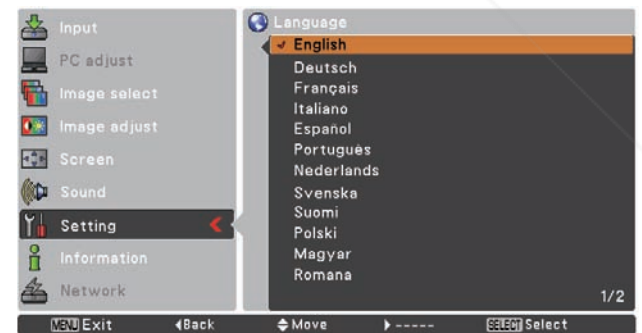 Input
PC adjust
Image select
Image adjust
Screen
Sound
Setting
Information
Network
Language
English
Deutsch
Français
Italiano
Español
Português
Nederlands
Svenska
Suomi
Polski
Magyar
Romana
1/2
MENU Exit ◀Back Move ▶ ----- SELECT Select